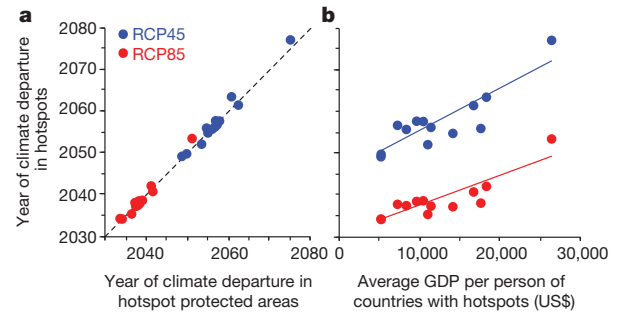 a
b
RCP45
RCP85
Year of climate departure
in hotspots
2080
2070
2060
2050
2040
2030
2040
2060
2080
Year of climate departure in
hotspot protected areas
0
10,000
20,000
30,000
Average GDP per person of
countries with hotspots (US$)